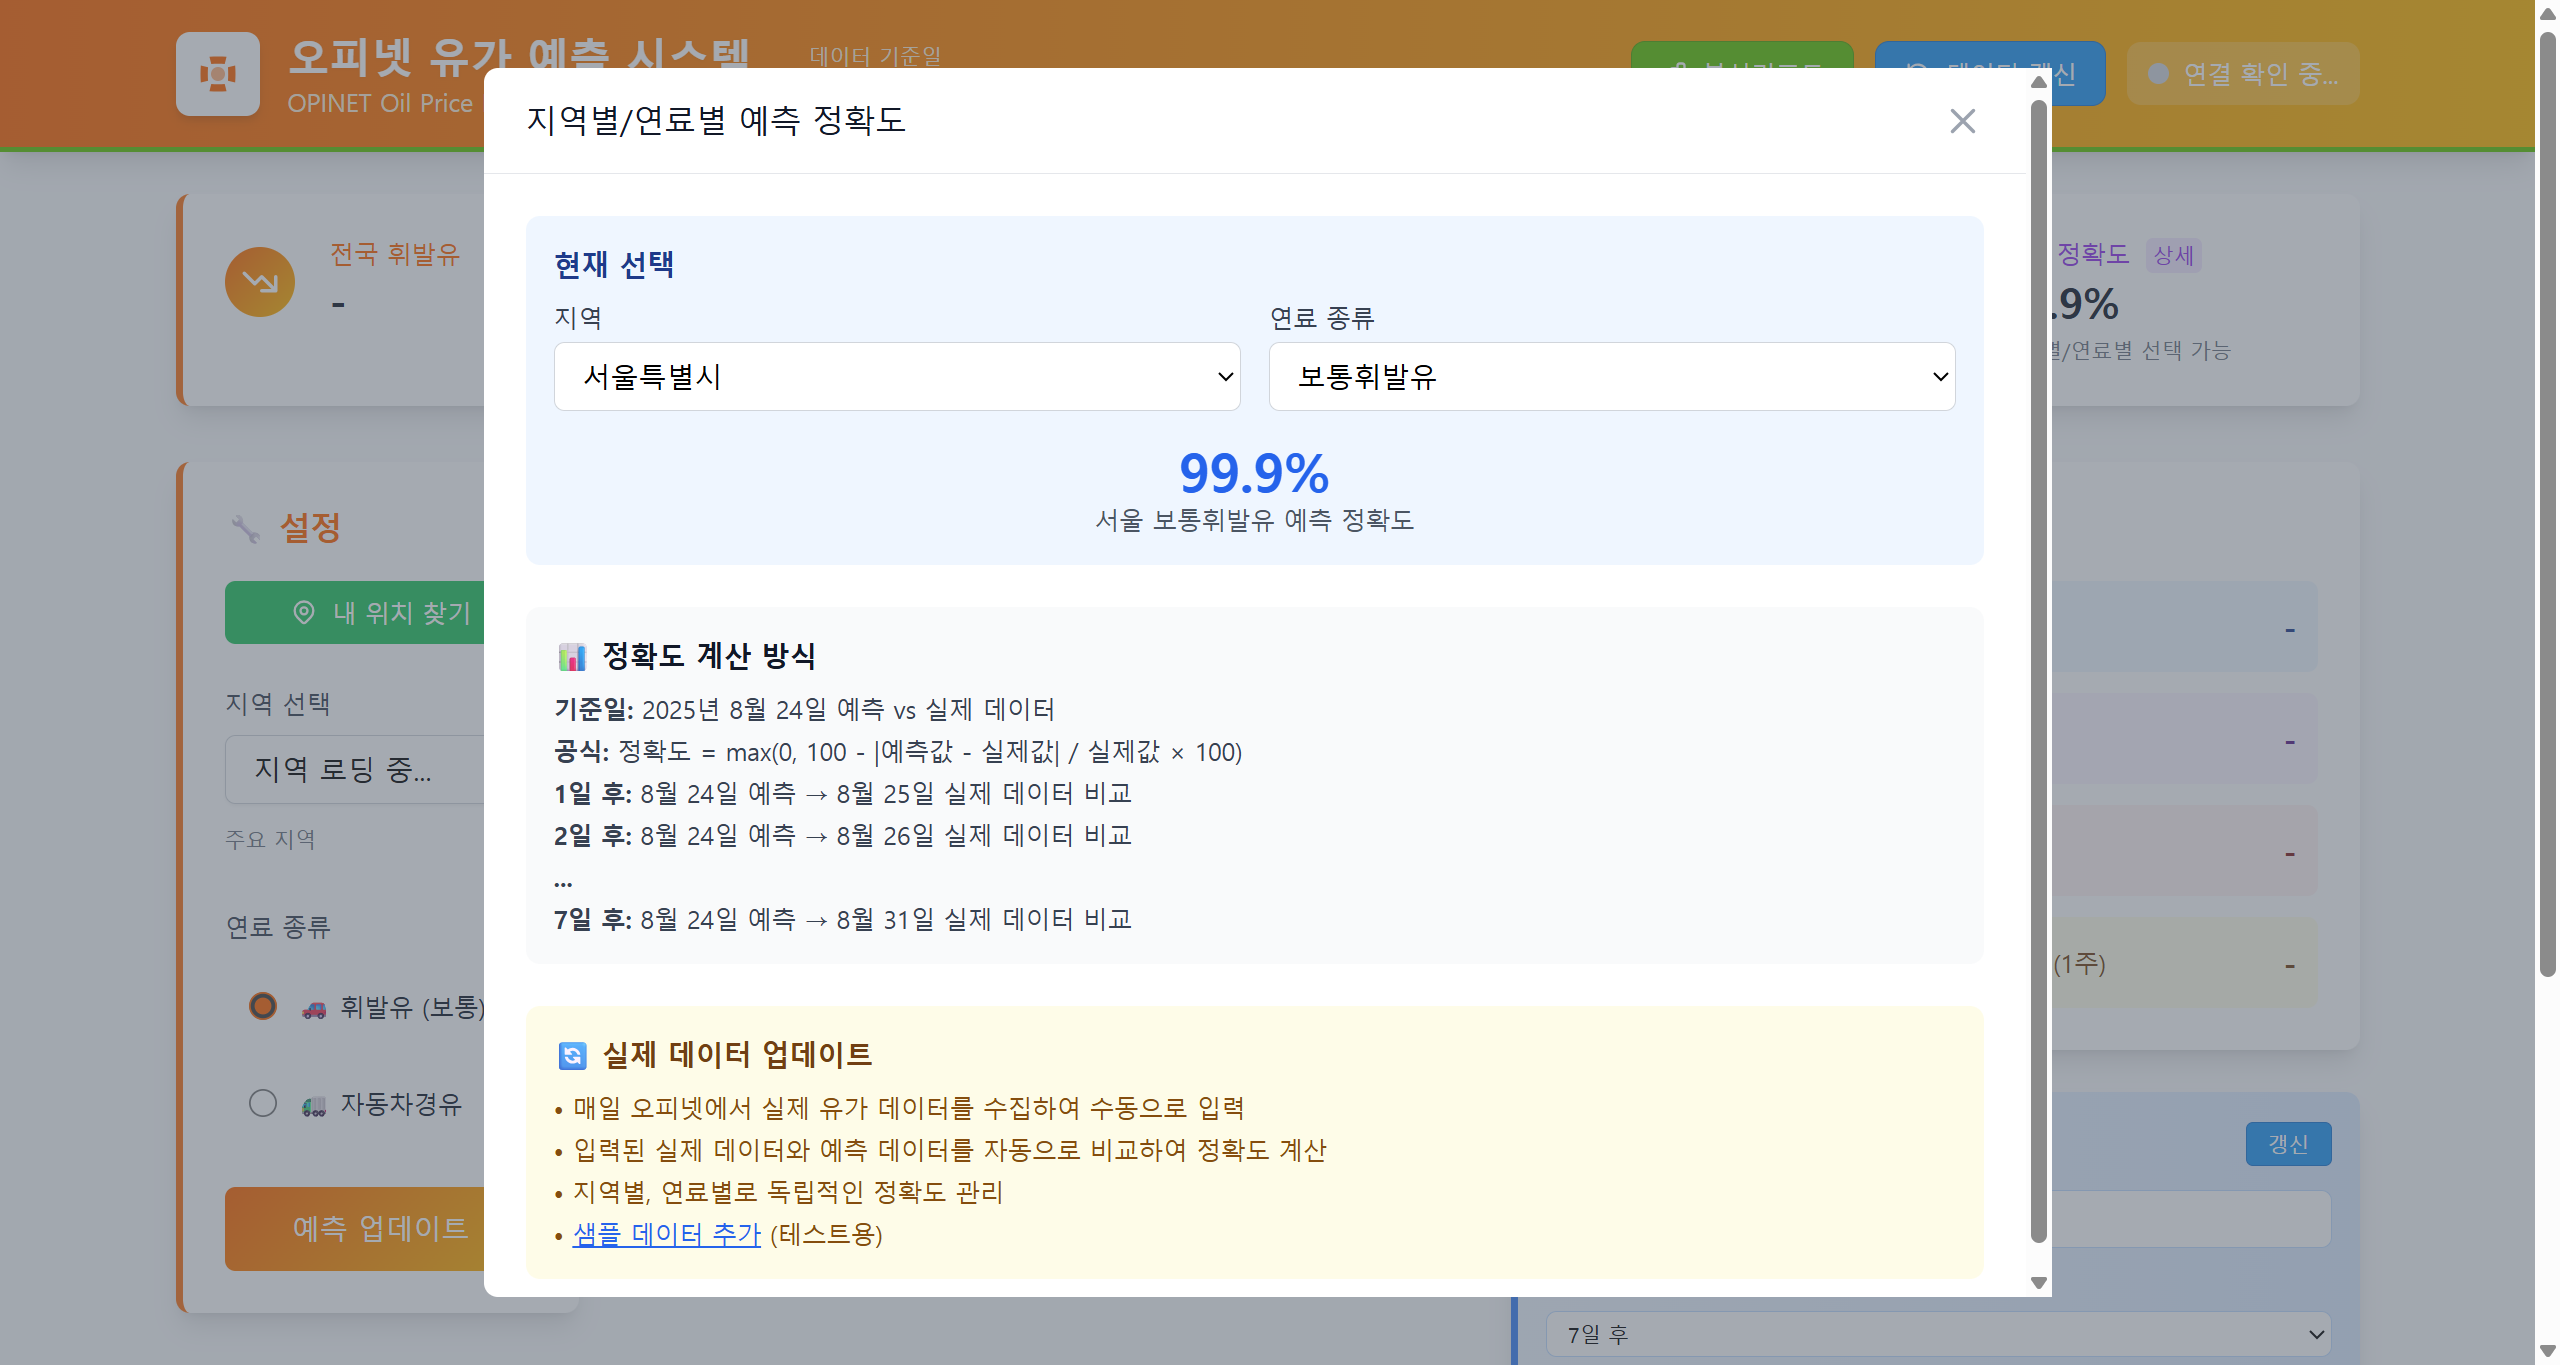 오피넷 유가 예측 시스템
데이터 기준일
OPINET Oil Price
연결 확인 중...
지역별/연료별 예측 정확도
전국 휘발유
-
정확도 상세
.9%
/연료별 선택 가능
현재 선택
지역
연료 종류
서울특별시
보통휘발유
99.9%
서울 보통휘발유 예측 정확도
설정
내 위치 찾기
지역 선택
지역 로딩 중...
주요 지역
연료 종류
휘발유 (보통)
자동차경유
예측 업데이트
정확도 계산 방식
기준일: 2025년 8월 24일 예측 vs 실제 데이터
공식: 정확도 = max(0, 100 - |예측값 - 실제값| / 실제값 × 100)
1일 후: 8월 24일 예측 → 8월 25일 실제 데이터 비교
2일 후: 8월 24일 예측 → 8월 26일 실제 데이터 비교
...
7일 후: 8월 24일 예측 → 8월 31일 실제 데이터 비교
실제 데이터 업데이트
• 매일 오피넷에서 실제 유가 데이터를 수집하여 수동으로 입력
• 입력된 실제 데이터와 예측 데이터를 자동으로 비교하여 정확도 계산
• 지역별, 연료별로 독립적인 정확도 관리
• 샘플 데이터 추가 (테스트용)
-
-
-
(1주) -
갱신
7일 후